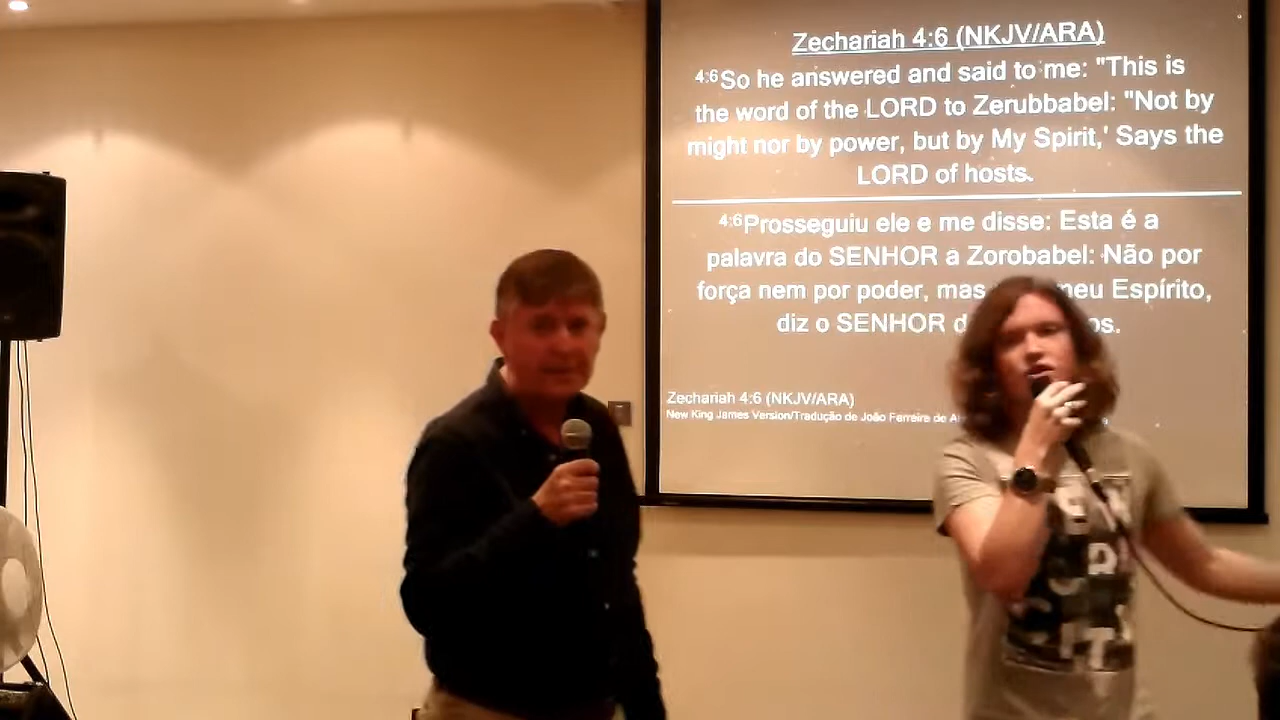 Zechariah 4:6 (NKJV/ARA)
4:6So he answered and said to me: "This is
the word of the LORD to Zerubbabel: "Not by
might nor by power, but by My Spirit,' Says the
LORD of hosts.
4:6Prosseguiu ele e me disse: Esta é a
palavra do SENHOR a Zorobabel: Não por
força nem por poder, mas meu Espírito,
diz o SENHOR
Zechariah 4:6 (NKJV/ARA)
New King James Version/Tradução de João Ferreira de